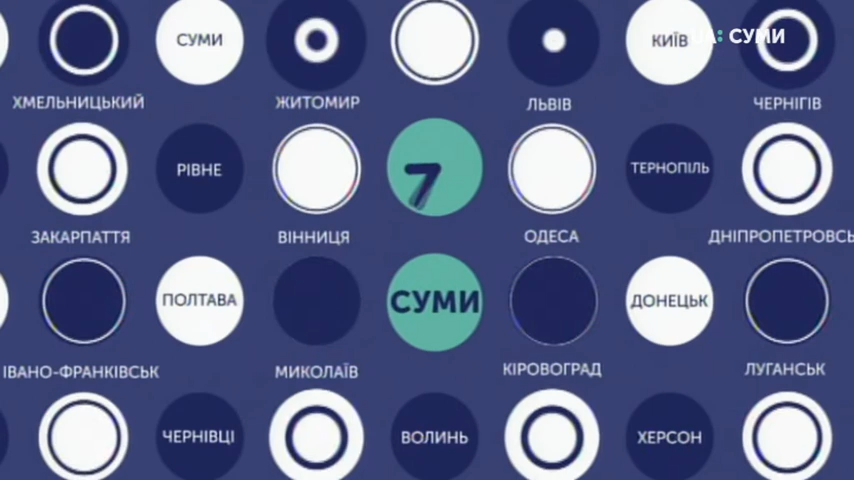 СУМИ
КИЇВ
UA: СУМИ
ХМЕЛЬНИЦЬКИЙ
ЖИТОМИР
ЛЬВІВ
ЧЕРНІГІВ
РІВНЕ
7
ТЕРНОПІЛЬ
ЗАКАРПАТТЯ
ВІННИЦЯ
ОДЕСА
ДНІПРОПЕТРОВСЬ
ПОЛТАВА
СУМИ
ДОНЕЦЬК
ІВАНО-ФРАНКІВСЬК
МИКОЛАЇВ
КІРОВОГРАД
ЛУГАНСЬК
ЧЕРНІВЦІ
ВОЛИНЬ
ХЕРСОН